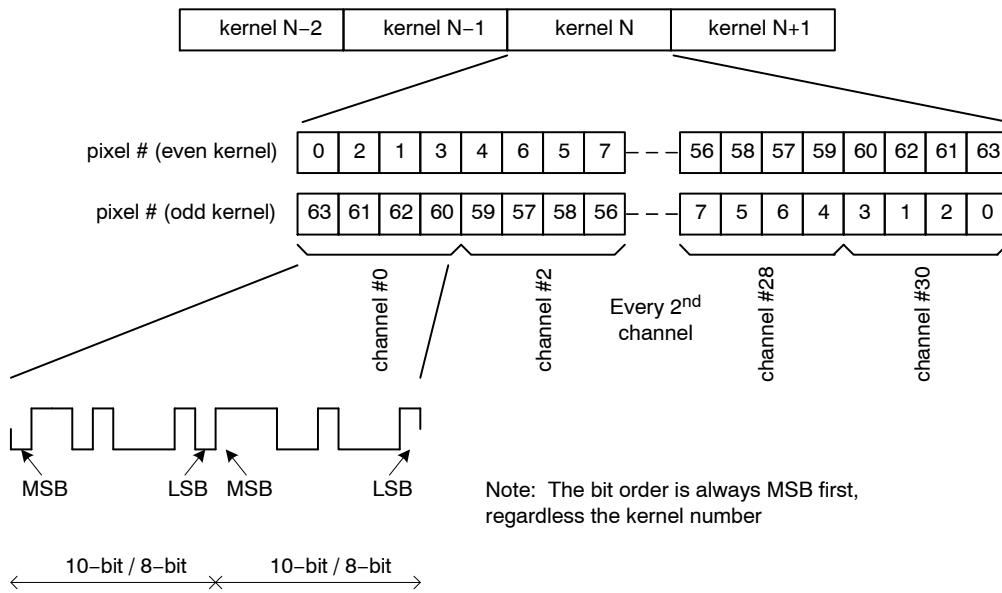 kernel N−2 kernel N−1 kernel N kernel N+1
pixel # (even kernel) 0 2 1 3 4 6 5 7 56 58 57 59 60 62 61 63
pixel # (odd kernel) 63 61 62 60 59 57 58 56 7 5 6 4 3 1 2 0
channel #0
channel #2
Every 2nd
channel
channel #28
channel #30
MSB LSB MSB LSB
Note: The bit order is always MSB first,
regardless the kernel number
10−bit / 8−bit 10−bit / 8−bit